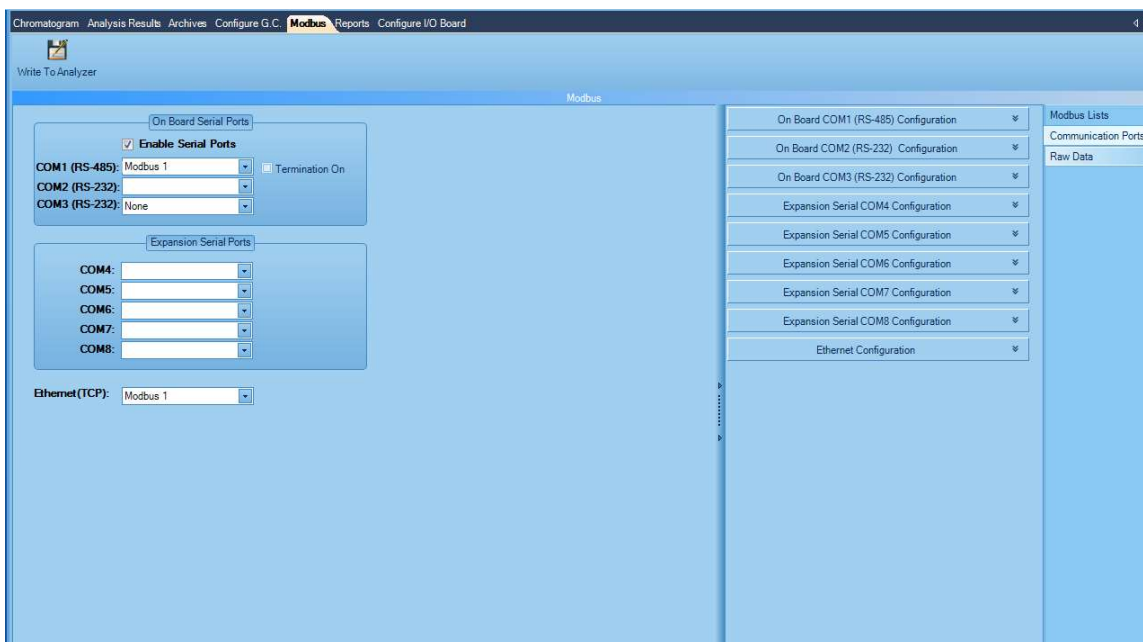 Chromatogram Analysis Results Archives Configure G.C. Modbus Reports Configure I/O Board
Write To Analyzer
Modbus
On Board Serial Ports
Enable Serial Ports
COM1 (RS-485): Modbus 1 Termination On
COM2 (RS-232):
COM3 (RS-232): None
Expansion Serial Ports
COM4:
COM5:
COM6:
COM7:
COM8:
Ethernet(TCP): Modbus 1
On Board COM1 (RS-485) Configuration
On Board COM2 (RS-232) Configuration
On Board COM3 (RS-232) Configuration
Expansion Serial COM4 Configuration
Expansion Serial COM5 Configuration
Expansion Serial COM6 Configuration
Expansion Serial COM7 Configuration
Expansion Serial COM8 Configuration
Ethernet Configuration
Modbus Lists
Communication Ports
Raw Data